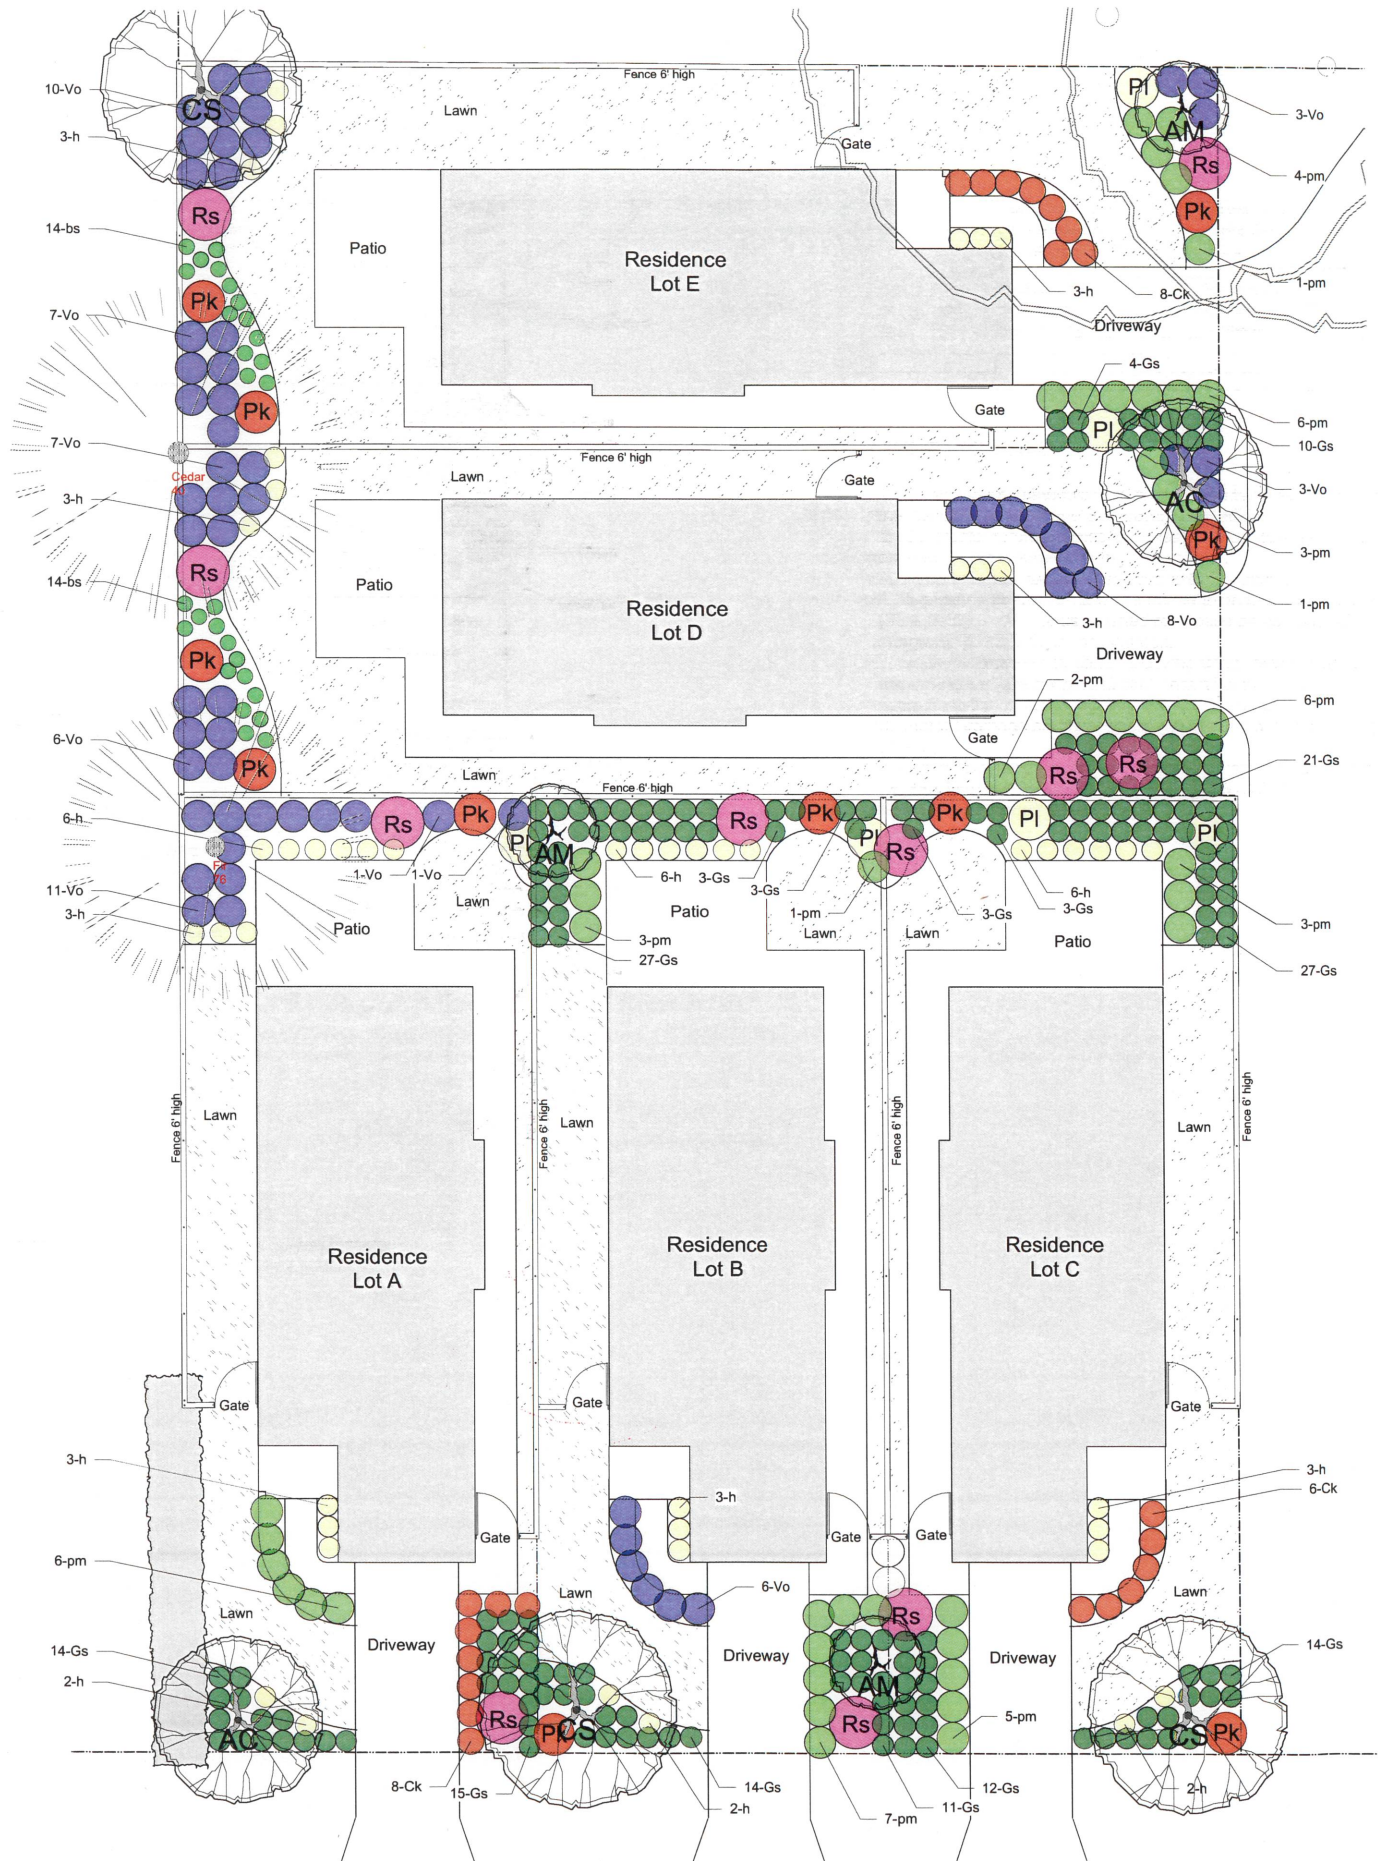 Fence 6' high
10-Vo
CS
Pl
Lawn
3-Vo
3-h
AM
Gate
Rs
4-pm
Rs
Pk
14-bs
Patio
Residence
Lot E
1-pm
3-h
8-Ck
Pk
7-Vo
Driveway
4-Gs
Pk
Gate
6-pm
Pl
7-Vo
10-Gs
Fence 6' high
Cedar
Lawn
Gate
3-Vo
3-h
AC
Pk
3-pm
Rs
14-bs
Patio
Residence
Lot D
1-pm
3-h
8-Vo
Pk
Driveway
2-pm
6-pm
6-Vo
Gate
Pk
Rs
Rs
21-Gs
Lawn
Fence 6' high
6-h
Rs
Pk
Pl
AM
Rs
Pk
Pl
Rs
Pk
Pl
Pl
1-Vo
1-Vo
6-h
3-Gs
3-Gs
6-h
3-Gs
11-Vo
Lawn
Patio
1-pm
3-Gs
3-h
Patio
3-pm
Lawn
Lawn
Patio
3-pm
27-Gs
27-Gs
Fence 6' high
Lawn
Fence 6' high
Lawn
Fence 6' high
Lawn
Fence 6' high
Residence
Lot A
Residence
Lot B
Residence
Lot C
Gate
Gate
Gate
3-h
3-h
3-h
6-Ck
Gate
Gate
Gate
6-pm
6-Vo
Lawn
Lawn
Lawn
Rs
Driveway
Driveway
Driveway
14-Gs
14-Gs
2-h
AM
AC
Rs
Pk
CS
Rs
5-pm
CS
Pk
8-Ck
15-Gs
14-Gs
2-h
7-pm
11-Gs
12-Gs
2-h